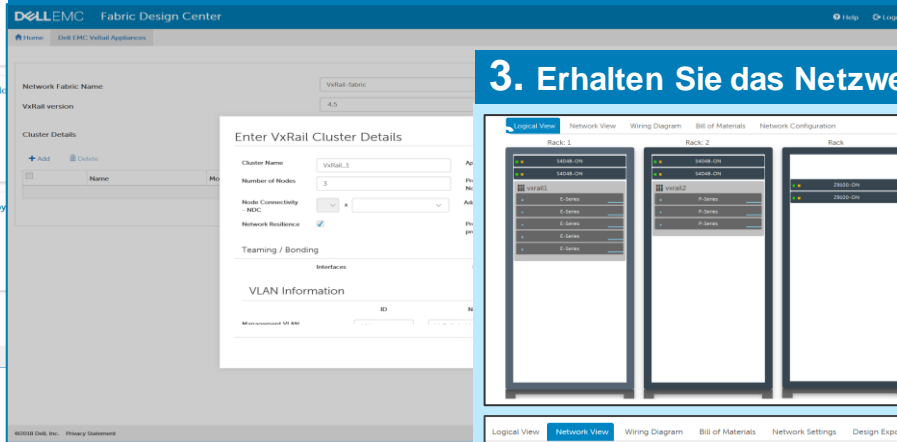 DELLEMC Fabric Design Center
Help
Home Dell EMC VxRail Appliances
Network Fabric Name VxRail-fabric
VxRail version 4.5
Cluster Details
+ Add Delete
Name
Enter VxRail Cluster Details
Cluster Name VxRail_1
Number of Nodes 3
Node Connectivity
- NDC
Network Resilience
Teaming / Bonding
Interfaces
VLAN Information
ID
Management VLAN
©2018 Dell, Inc. Privacy Statement
3. Erhalten Sie das Netzwe
Logical View Network View Wiring Diagram Bill of Materials Network Configuration
Rack: 1 Rack: 2 Rack
S4048-ON S4048-ON
S4048-ON S4048-ON
Z9100-ON
Z9100-ON
vxrail1 vxrail2
E-Series P-Series
E-Series P-Series
E-Series P-Series
E-Series
E-Series
Logical View Network View Wiring Diagram Bill of Materials Network Settings Design Expo